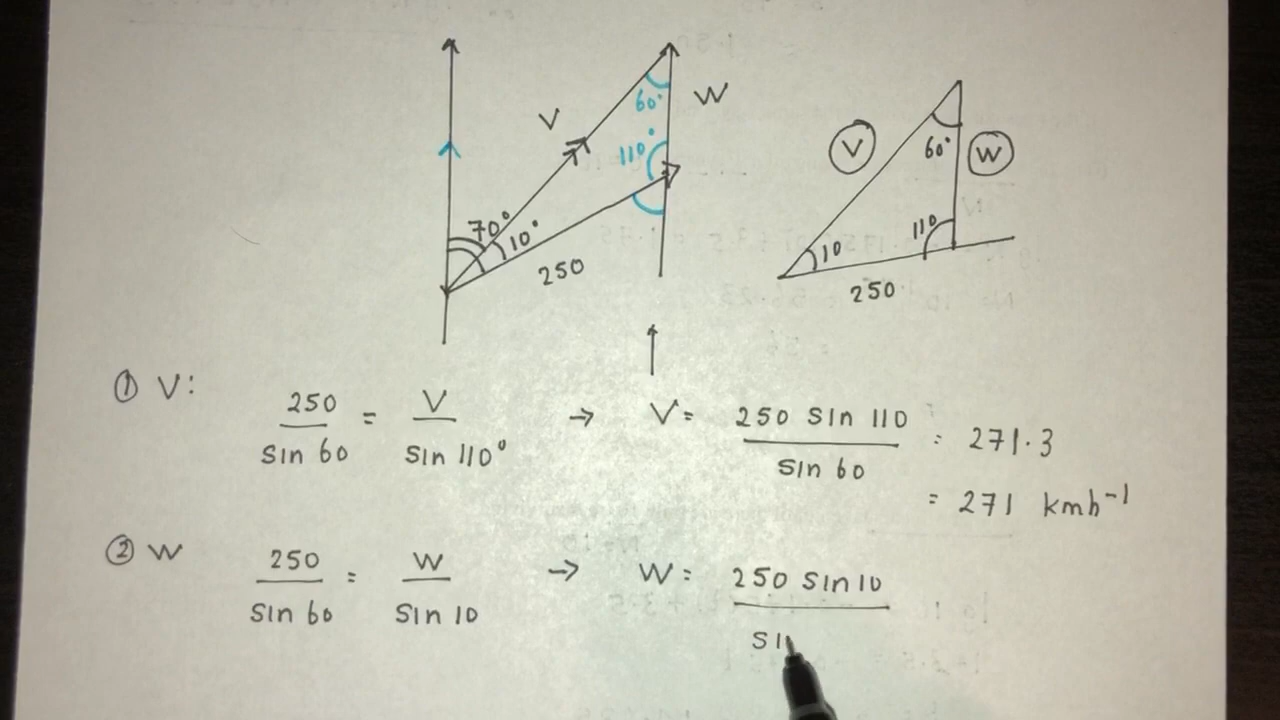 V
W
60°
110°
70°
10°
250
V
60°
W
10
110
250
① V:
250 / sin 60 = V / sin 110° → V = 250 sin 110 / sin 60 = 271.3
= 271 kmh⁻¹
② W
250 / sin 60 = W / sin 10 → W = 250 sin 10 / si